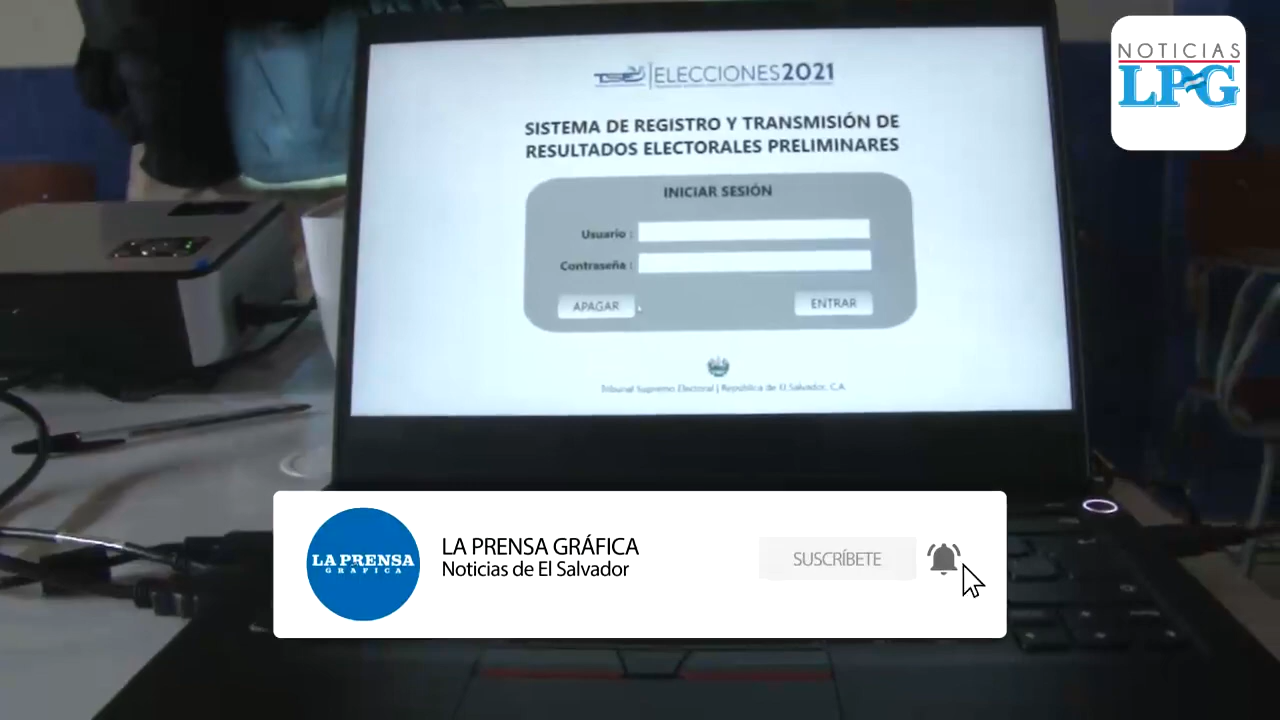 NOTICIAS
LPG
TSE ELECCIONES2021
SISTEMA DE REGISTRO Y TRANSMISIÓN DE
RESULTADOS ELECTORALES PRELIMINARES
INICIAR SESIÓN
Usuario :
Contraseña :
APAGAR
ENTRAR
Tribunal Supremo Electoral | República de El Salvador, C.A.
LA PRENSA
GRÁFICA
LA PRENSA GRÁFICA
Noticias de El Salvador
SUSCRÍBETE